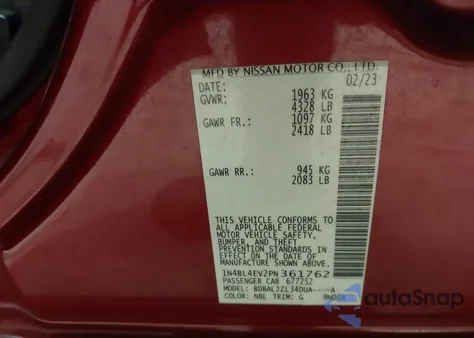 MFD BY NISSAN MOTOR CO., LTD.
DATE: 02/23
GVWR: 1963 KG
4328 LB
GAWR FR.: 1097 KG
2418 LB
GAWR RR.: 945 KG
2083 LB
THIS VEHICLE CONFORMS TO
ALL APPLICABLE FEDERAL
MOTOR VEHICLE SAFETY,
BUMPER, AND THEFT
PREVENTION STANDARDS IN
EFFECT ON THE DATE OF
MANUFACTURE SHOWN ABOVE.
1N4BL4EV2PN361762
PASSENGER CAR 677252
MODEL: A
COLOR: NBL TRIM: G
AutoSnap